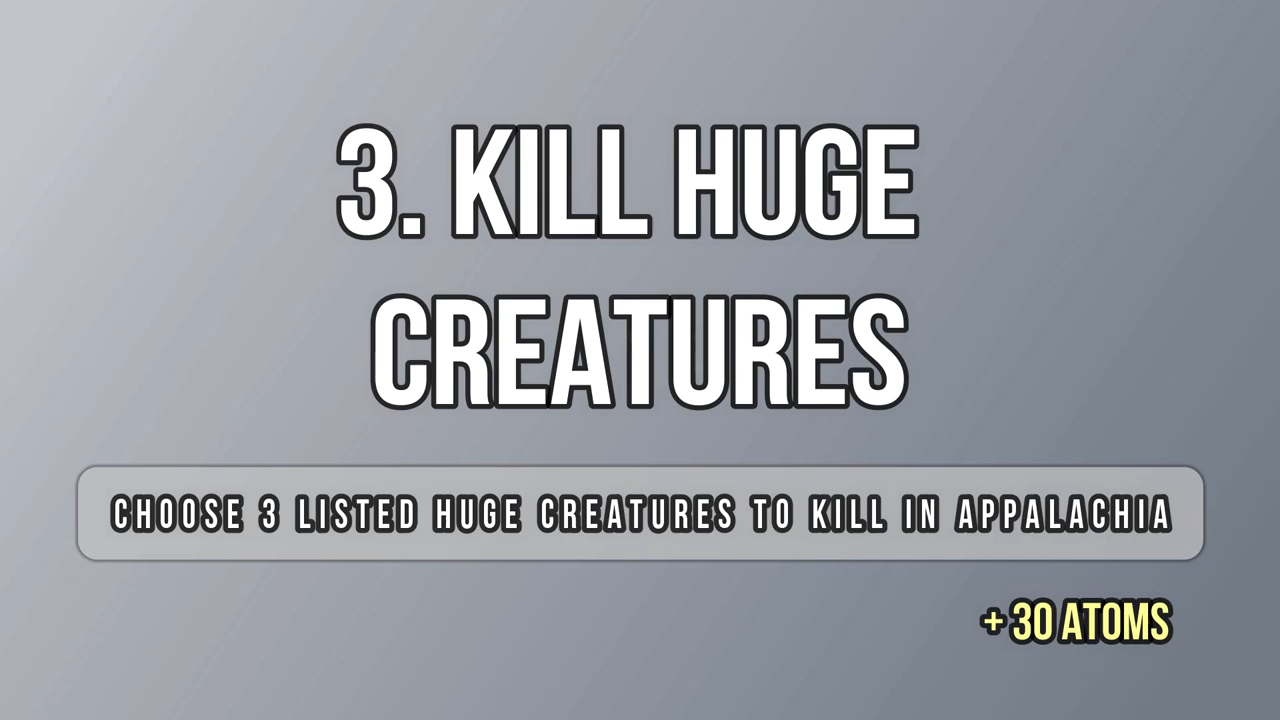 3. KILL HUGE
CREATURES
CHOOSE 3 LISTED HUGE CREATURES TO KILL IN APPALACHIA
+ 30 ATOMS